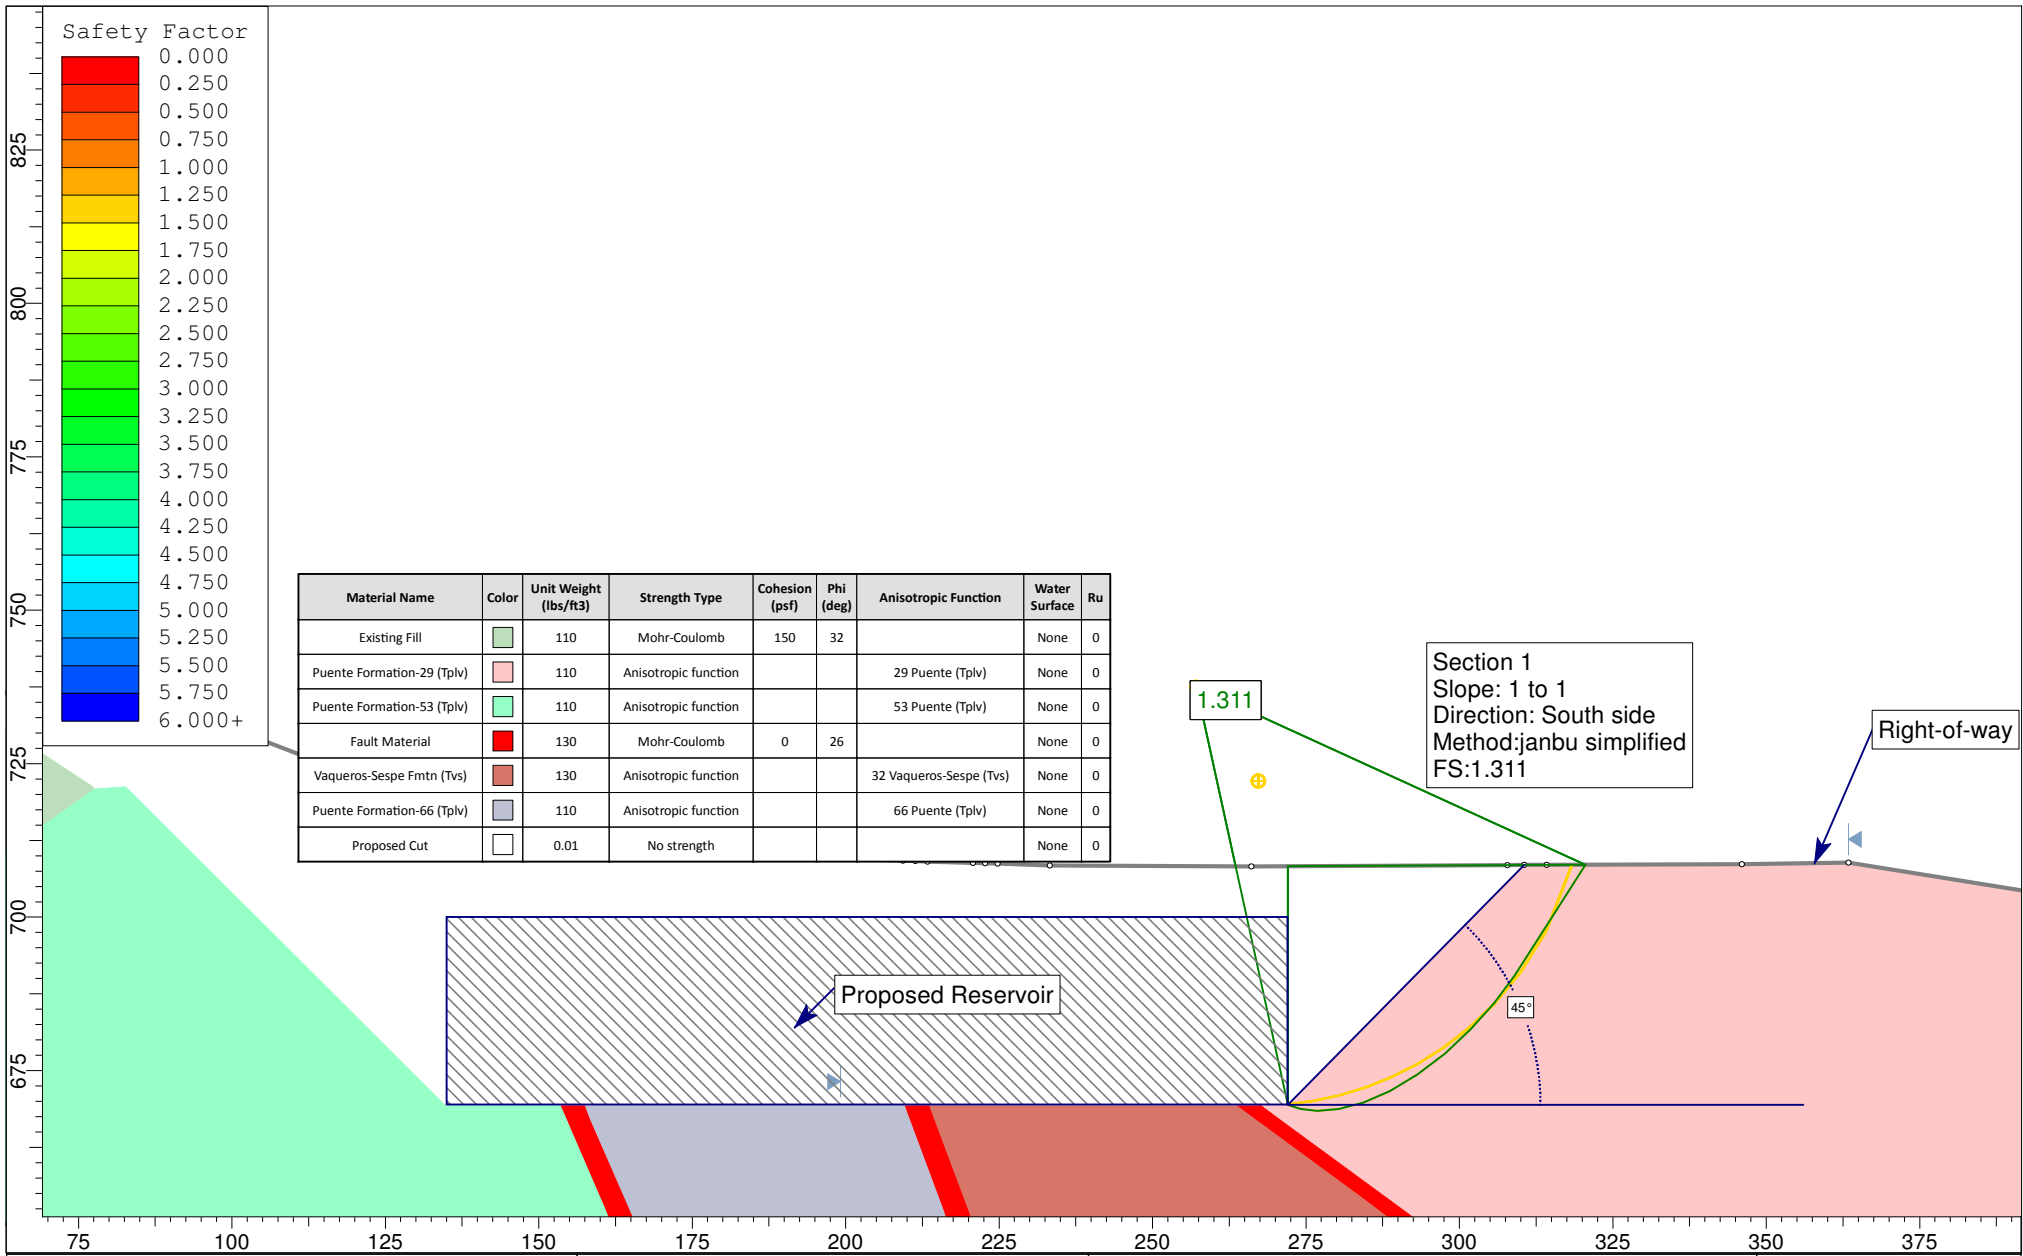 Safety Factor
0.000
0.250
0.500
0.750
1.000
1.250
1.500
1.750
2.000
2.250
2.500
2.750
3.000
3.250
3.500
3.750
4.000
4.250
4.500
4.750
5.000
5.250
5.500
5.750
6.000+
825
800
775
750
725
700
675
Material Name Color Unit Weight (lbs/ft3) Strength Type Cohesion (psf) Phi (deg) Anisotropic Function Water Surface Ru
Existing Fill 110 Mohr-Coulomb 150 32 None 0
Puente Formation-29 (Tplv) 110 Anisotropic function 29 Puente (Tplv) None 0
Puente Formation-53 (Tplv) 110 Anisotropic function 53 Puente (Tplv) None 0
Fault Material 130 Mohr-Coulomb 0 26 None 0
Vaqueros-Sespe Fmtn (Tvs) 130 Anisotropic function 32 Vaqueros-Sespe (Tvs) None 0
Puente Formation-66 (Tplv) 110 Anisotropic function 66 Puente (Tplv) None 0
Proposed Cut 0.01 No strength None 0
1.311
Section 1
Slope: 1 to 1
Direction: South side
Method:janbu simplified
FS:1.311
Right-of-way
Proposed Reservoir
45°
75 100 125 150 175 200 225 250 275 300 325 350 375